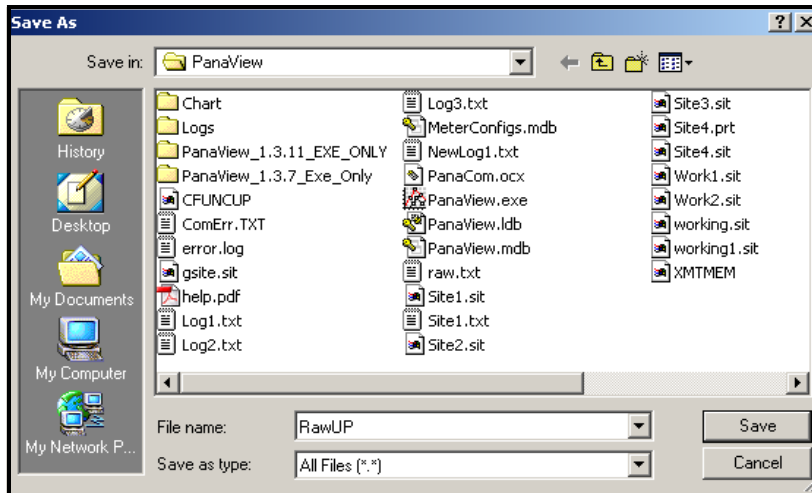 Save As
Save in: PanaView
History
Desktop
My Documents
My Computer
My Network P...
Chart
Logs
PanaView_1.3.11_EXE_ONLY
PanaView_1.3.7_Exe_Only
CFUNCUP
ComErr.TXT
error.log
gsite.sit
help.pdf
Log1.txt
Log2.txt
Log3.txt
MeterConfigs.mdb
NewLog1.txt
PanaCom.ocx
PanaView.exe
PanaView.ldb
PanaView.mdb
raw.txt
Site1.sit
Site1.txt
Site2.sit
Site3.sit
Site4.prt
Site4.sit
Work1.sit
Work2.sit
working.sit
working1.sit
XMTMEM
File name: RawUP Save
Save as type: All Files (*.*) Cancel